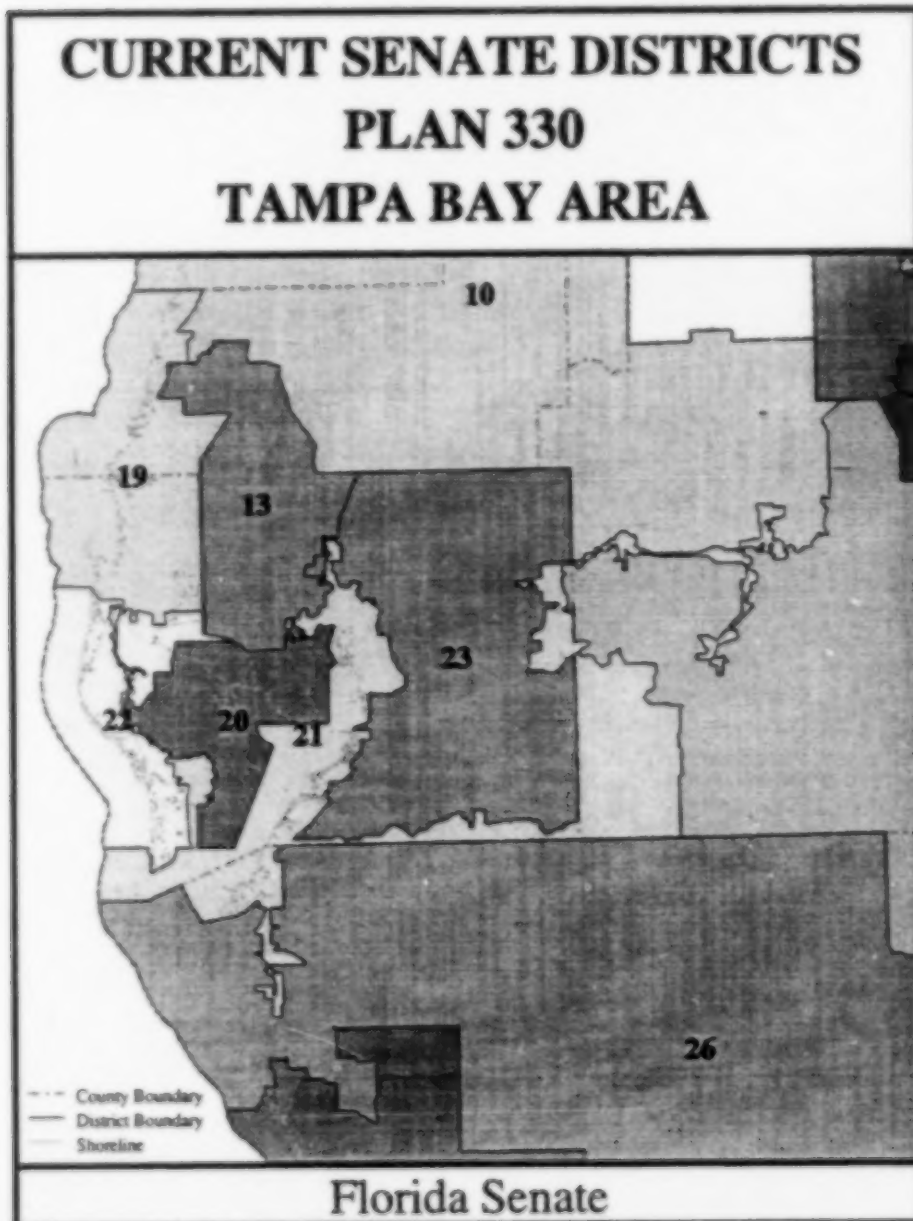 CURRENT SENATE DISTRICTS
PLAN 330
TAMPA BAY AREA
10
19
13
23
22
20
21
26
County Boundary
District Boundary
Shoreline
Florida Senate